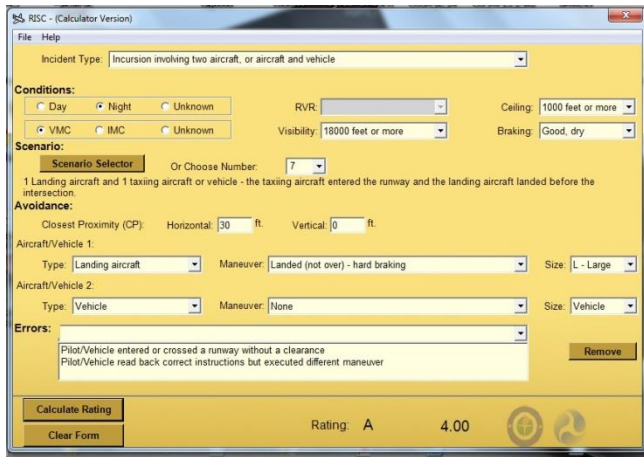 RISC - (Calculator Version)
File Help
Incident Type: Incursion involving two aircraft, or aircraft and vehicle
Conditions:
Day Night Unknown RVR: Ceiling: 1000 feet or more
VMC IMC Unknown Visibility: 18000 feet or more Braking: Good, dry
Scenario:
Scenario Selector Or Choose Number: 7
1 Landing aircraft and 1 taxiing aircraft or vehicle - the taxiing aircraft entered the runway and the landing aircraft landed before the
intersection.
Avoidance:
Closest Proximity (CP): Horizontal: 30 ft. Vertical: 0 ft.
Aircraft/Vehicle 1:
Type: Landing aircraft Maneuver: Landed (not over) - hard braking Size: L - Large
Aircraft/Vehicle 2:
Type: Vehicle Maneuver: None Size: Vehicle
Errors:
Pilot/Vehicle entered or crossed a runway without a clearance
Pilot/Vehicle read back correct instructions but executed different maneuver
Remove
Calculate Rating
Rating: A 4.00
Clear Form